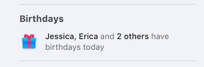 Birthdays
Jessica, Erica and 2 others have
birthdays today